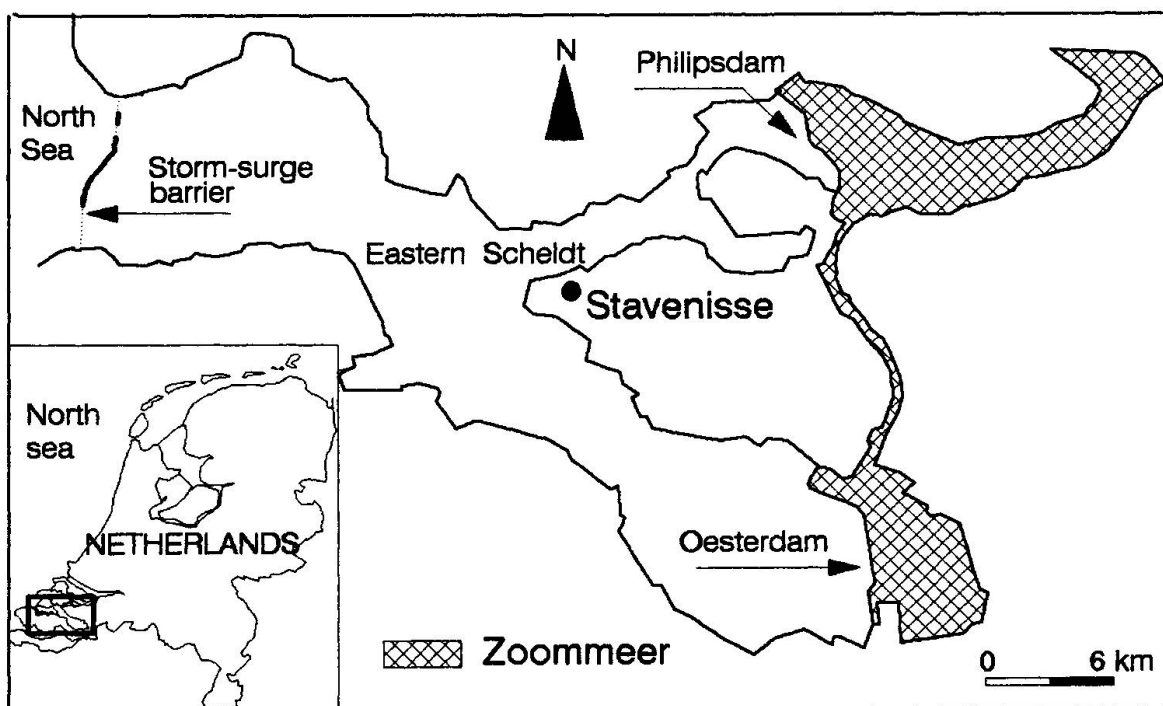 N
Philipsdam
North
Sea
Storm-surge
barrier
Eastern Scheldt
Stavenisse
North
sea
NETHERLANDS
Oesterdam
Zoommeer
0 6 km